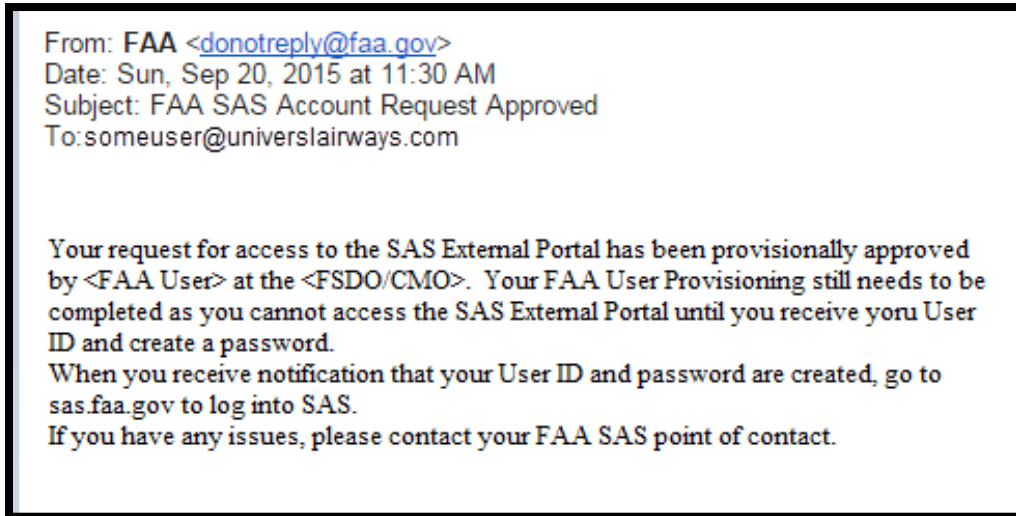 From: FAA <donotreply@faa.gov>
Date: Sun, Sep 20, 2015 at 11:30 AM
Subject: FAA SAS Account Request Approved
To:someuser@universlairways.com
Your request for access to the SAS External Portal has been provisionally approved
by <FAA User> at the <FSDO/CMO>.  Your FAA User Provisioning still needs to be
completed as you cannot access the SAS External Portal until you receive yoru User
ID and create a password.
When you receive notification that your User ID and password are created, go to
sas.faa.gov to log into SAS.
If you have any issues, please contact your FAA SAS point of contact.